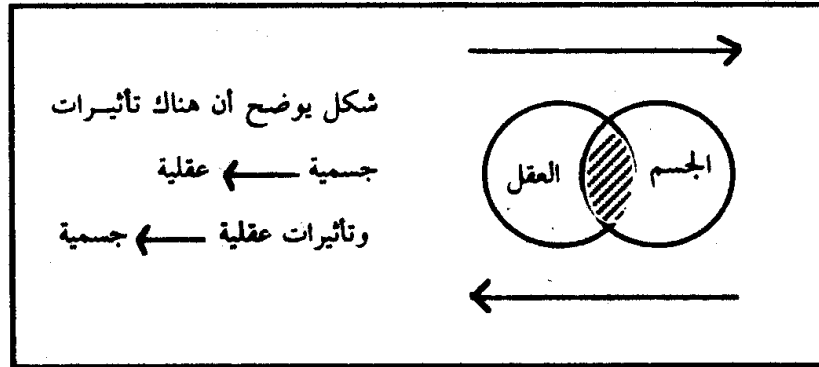 شكل يوضح أن هناك تأثيرات
جسمية ← عقلية
وتأثيرات عقلية ← جسمية
الجسم
العقل